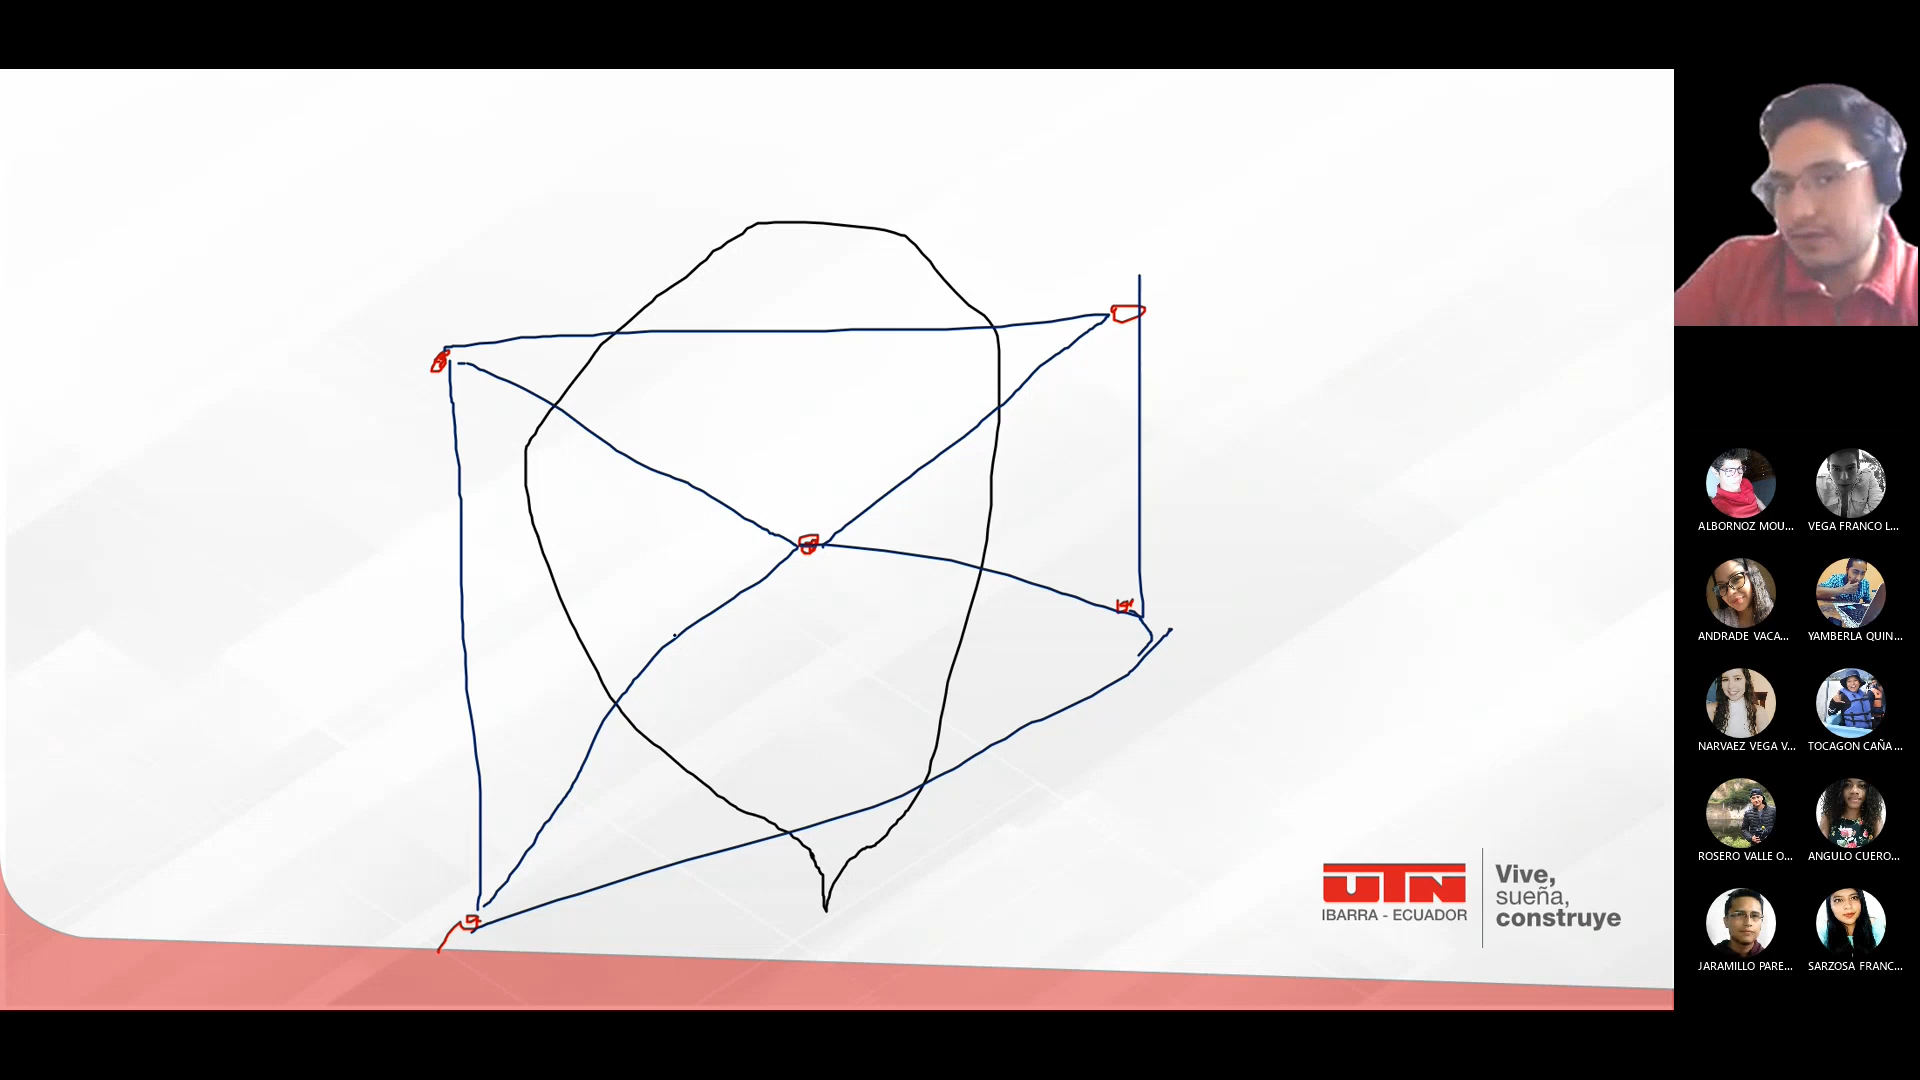 UTN
IBARRA - ECUADOR
Vive,
sueña,
construye
ALBORNOZ MOU...
VEGA FRANCO L...
ANDRADE VACA...
YAMBERLA QUIN...
NARVAEZ VEGA V...
TOCAGON CAÑA...
ROSERO VALLE O...
ANGULO CUERO...
JARAMILLO PARE...
SARZOSA FRANC...